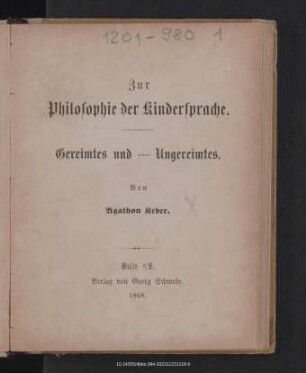 1201-980 1
Zur
Philosophie der Kindersprache.
Gereimtes und — Ungereimtes.
Von
Agathon Keber.
Halle a/S.
Verlag von Georg Schwabe.
1868.